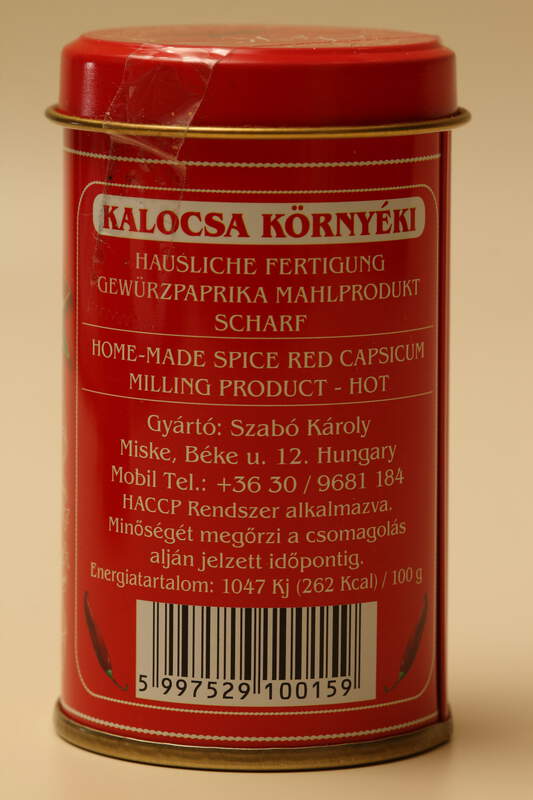 KALOCSA KÖRNYÉKI
HAUSLICHE FERTIGUNG
GEWÜRZPAPRIKA MAHLPRODUKT
SCHARF
HOME-MADE SPICE RED CAPSICUM
MILLING PRODUCT - HOT
Gyártó: Szabó Károly
Miske, Béke u. 12. Hungary
Mobil Tel.: +36 30 / 9681 184
HACCP Rendszer alkalmazva.
Minőségét megőrzi a csomagolás
alján jelzett időpontig.
Energiatartalom: 1047 Kj (262 Kcal) / 100 g
5 997529 100159